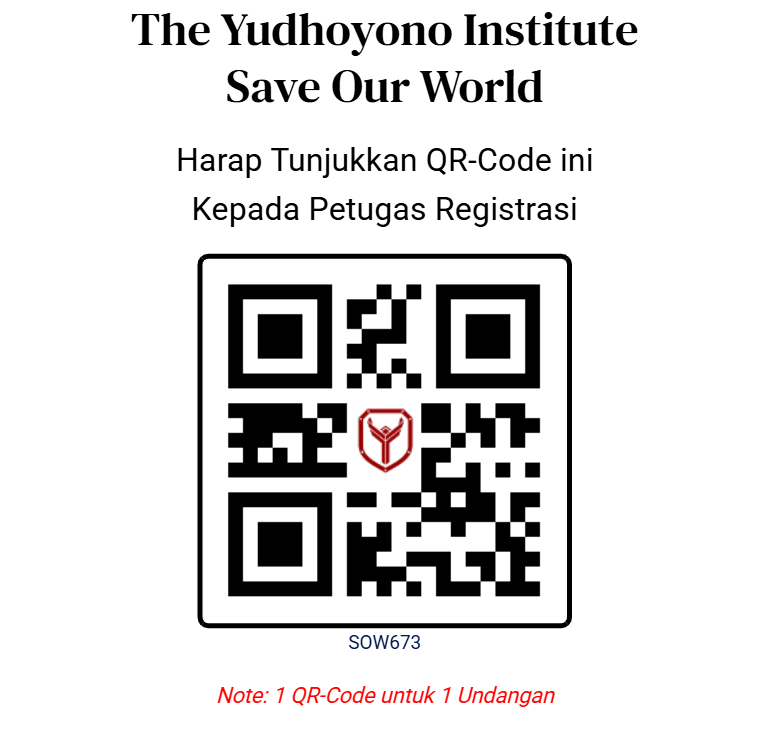 The Yudhoyono Institute
Save Our World
Harap Tunjukkan QR-Code ini
Kepada Petugas Registrasi
SOW673
Note: 1 QR-Code untuk 1 Undangan